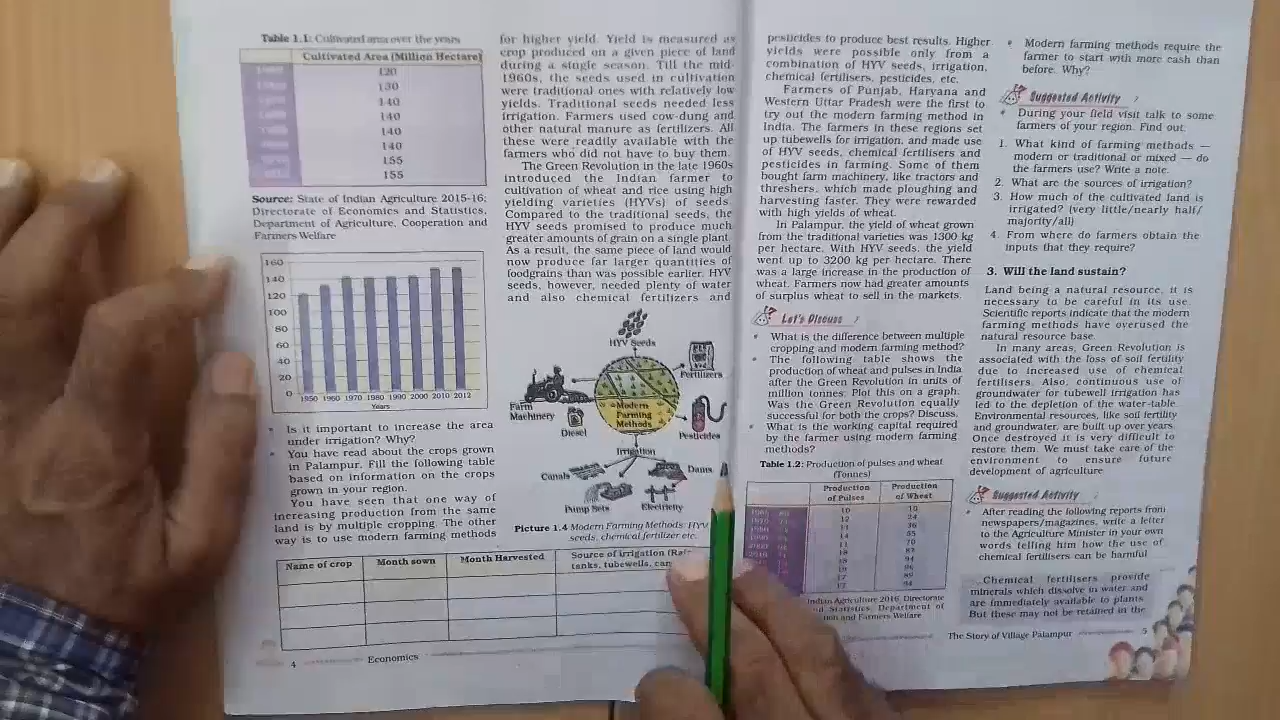 Table 1.1: Cultivated area over the years
Cultivated Area (Million Hectare)
120
130
140
140
140
140
155
155
Source: State of Indian Agriculture 2015-16;
Directorate of Economics and Statistics,
Department of Agriculture, Cooperation and
Farmers Welfare
160
140
120
100
80
60
40
20
0
1950 1960 1970 1980 1990 2000 2010 2012
Years
• Is it important to increase the area
under irrigation? Why?
• You have read about the crops grown
in Palampur. Fill the following table
based on information on the crops
grown in your region.
You have seen that one way of
increasing production from the same
land is by multiple cropping. The other
way is to use modern farming methods
for higher yield. Yield is measured as
crop produced on a given piece of land
during a single season. Till the mid-
1960s, the seeds used in cultivation
were traditional ones with relatively low
yields. Traditional seeds needed less
irrigation. Farmers used cow-dung and
other natural manure as fertilizers. All
these were readily available with the
farmers who did not have to buy them.
The Green Revolution in the late 1960s
introduced the Indian farmer to
cultivation of wheat and rice using high
yielding varieties (HYVs) of seeds.
Compared to the traditional seeds, the
HYV seeds promised to produce much
greater amounts of grain on a single plant.
As a result, the same piece of land would
now produce far larger quantities of
foodgrains than was possible earlier. HYV
seeds, however, needed plenty of water
and also chemical fertilizers and
HYV Seeds
Fertilizers
Farm
Machinery
Modern
Farming
Methods
Diesel
Pesticides
Irrigation
Canals
Dams
Pump Sets
Electricity
Picture 1.4 Modern Farming Methods: HYV
seeds, chemical fertilizer etc.
Name of crop Month sown Month Harvested Source of irrigation
tanks, tubewells,
4 Economics
pesticides to produce best results. Higher
yields were possible only from a
combination of HYV seeds, irrigation,
chemical fertilisers, pesticides, etc.
Farmers of Punjab, Haryana and
Western Uttar Pradesh were the first to
try out the modern farming method in
India. The farmers in these regions set
up tubewells for irrigation, and made use
of HYV seeds, chemical fertilisers and
pesticides in farming. Some of them
bought farm machinery, like tractors and
threshers, which made ploughing and
harvesting faster. They were rewarded
with high yields of wheat.
In Palampur, the yield of wheat grown
from the traditional varieties was 1300 kg
per hectare. With HYV seeds, the yield
went up to 3200 kg per hectare. There
was a large increase in the production of
wheat. Farmers now had greater amounts
of surplus wheat to sell in the markets.
Let's Discuss
• What is the difference between multiple
cropping and modern farming method?
• The following table shows the
production of wheat and pulses in India
after the Green Revolution in units of
million tonnes. Plot this on a graph.
Was the Green Revolution equally
successful for both the crops? Discuss.
• What is the working capital required
by the farmer using modern farming
methods?
Table 1.2: Production of pulses and wheat
(Tonnes)
Production of Pulses Production of Wheat
10 10
12 24
11 36
14 55
11 70
18 87
18 94
Indian Agriculture 2016, Directorate
Statistics, Department of
and Farmers Welfare
• Modern farming methods require the
farmer to start with more cash than
before. Why?
Suggested Activity
• During your field visit talk to some
farmers of your region. Find out:
1. What kind of farming methods —
modern or traditional or mixed — do
the farmers use? Write a note.
2. What are the sources of irrigation?
3. How much of the cultivated land is
irrigated? (very little/nearly half/
majority/all)
4. From where do farmers obtain the
inputs that they require?
3. Will the land sustain?
Land being a natural resource, it is
necessary to be careful in its use.
Scientific reports indicate that the modern
farming methods have overused the
natural resource base.
In many areas, Green Revolution is
associated with the loss of soil fertility
due to increased use of chemical
fertilisers. Also, continuous use of
groundwater for tubewell irrigation has
led to the depletion of the water-table.
Environmental resources, like soil fertility
and groundwater, are built up over years.
Once destroyed it is very difficult to
restore them. We must take care of the
environment to ensure future
development of agriculture
Suggested Activity
• After reading the following reports from
newspapers/magazines, write a letter
to the Agriculture Minister in your own
words telling him how the use of
chemical fertilisers can be harmful
Chemical fertilisers provide
minerals which dissolve in water and
are immediately available to plants
But these may not be retained in the
The Story of Village Palampur 5